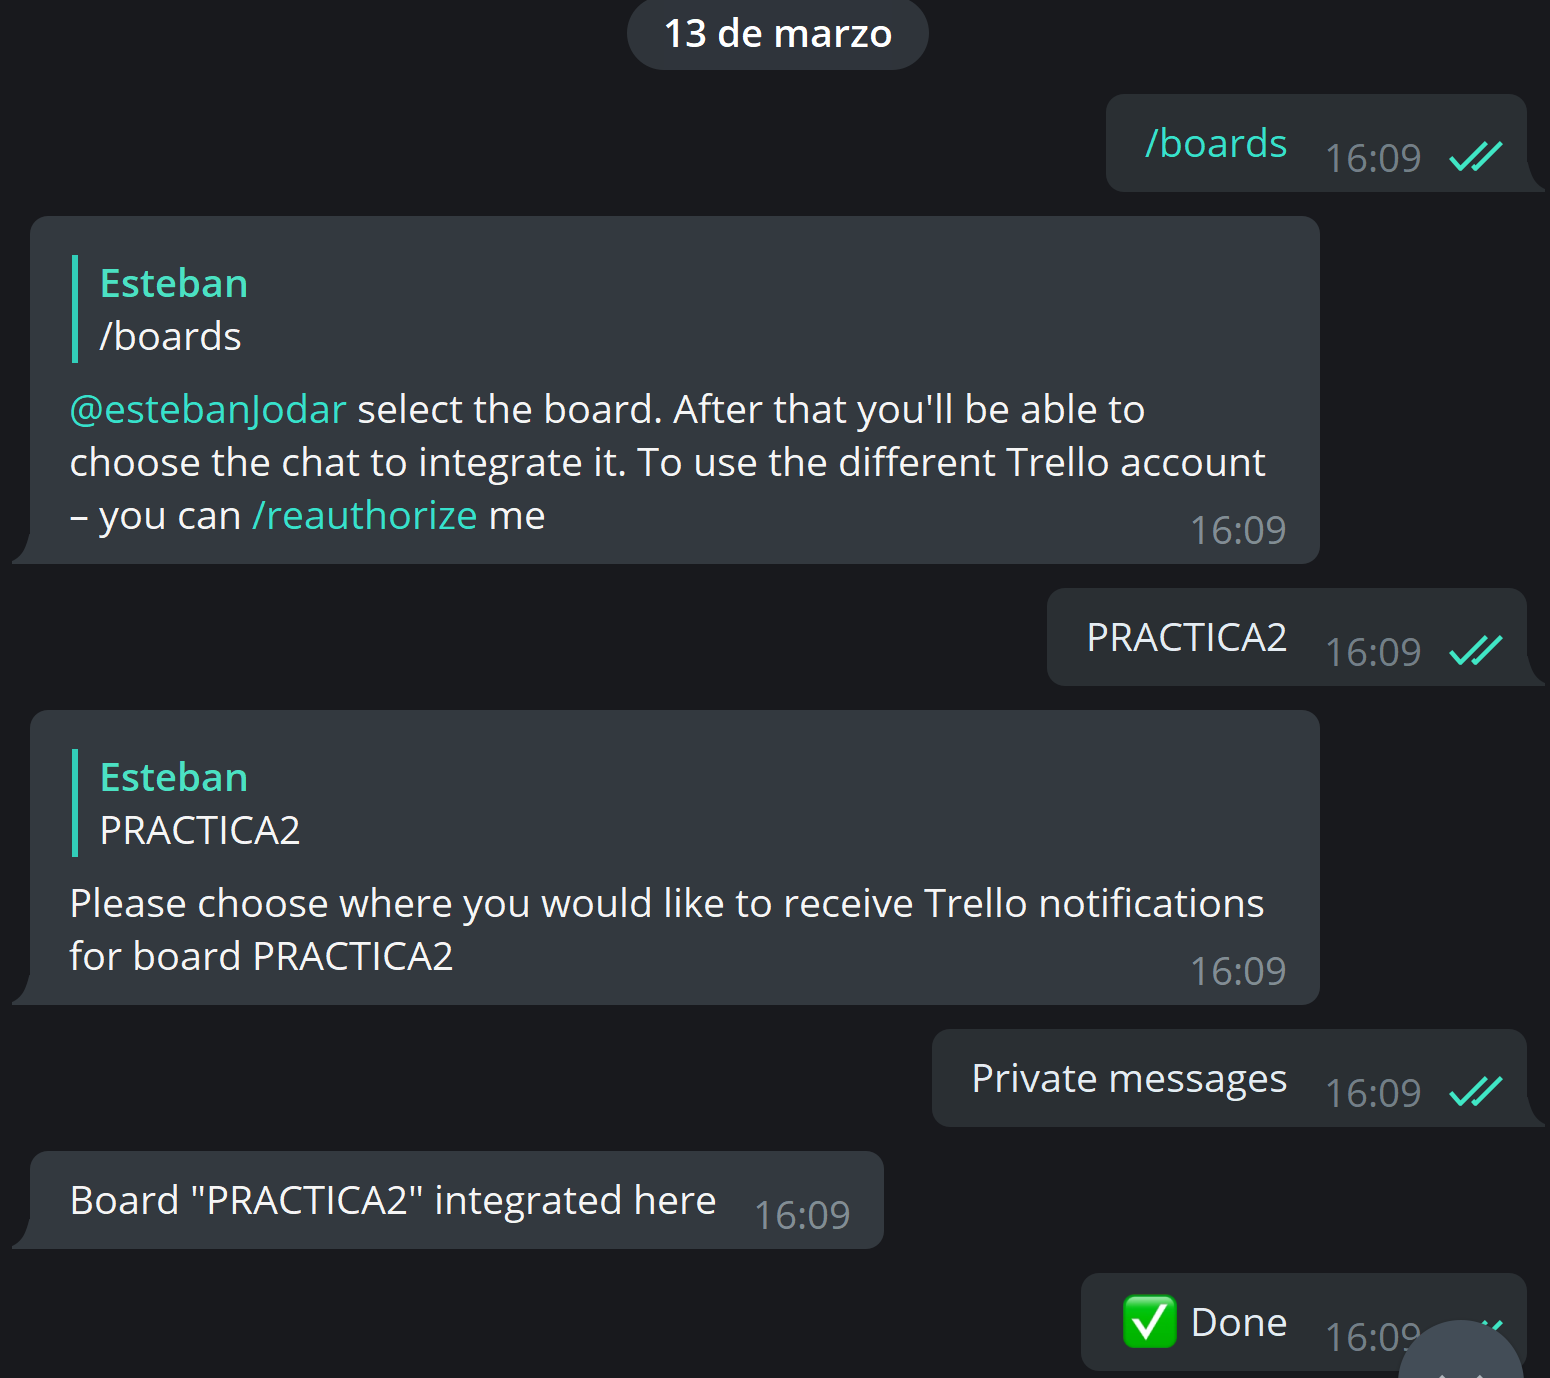 13 de marzo
/boards 16:09
Esteban
/boards
@estebanJodar select the board. After that you'll be able to
choose the chat to integrate it. To use the different Trello account
– you can /reauthorize me
16:09
PRACTICA2 16:09
Esteban
PRACTICA2
Please choose where you would like to receive Trello notifications
for board PRACTICA2
16:09
Private messages 16:09
Board "PRACTICA2" integrated here 16:09
✅ Done 16:09